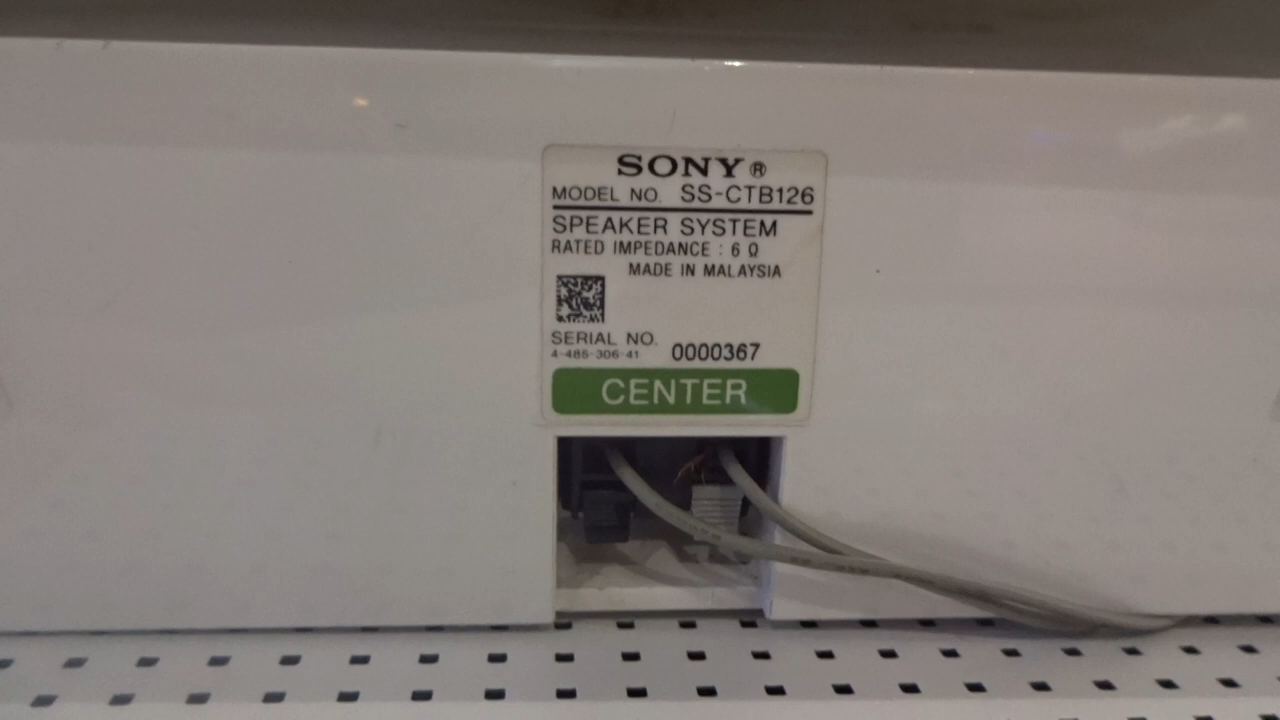 SONY®
MODEL NO. SS-CTB126
SPEAKER SYSTEM
RATED IMPEDANCE : 6 Ω
MADE IN MALAYSIA
SERIAL NO.
4-485-306-41 0000367
CENTER